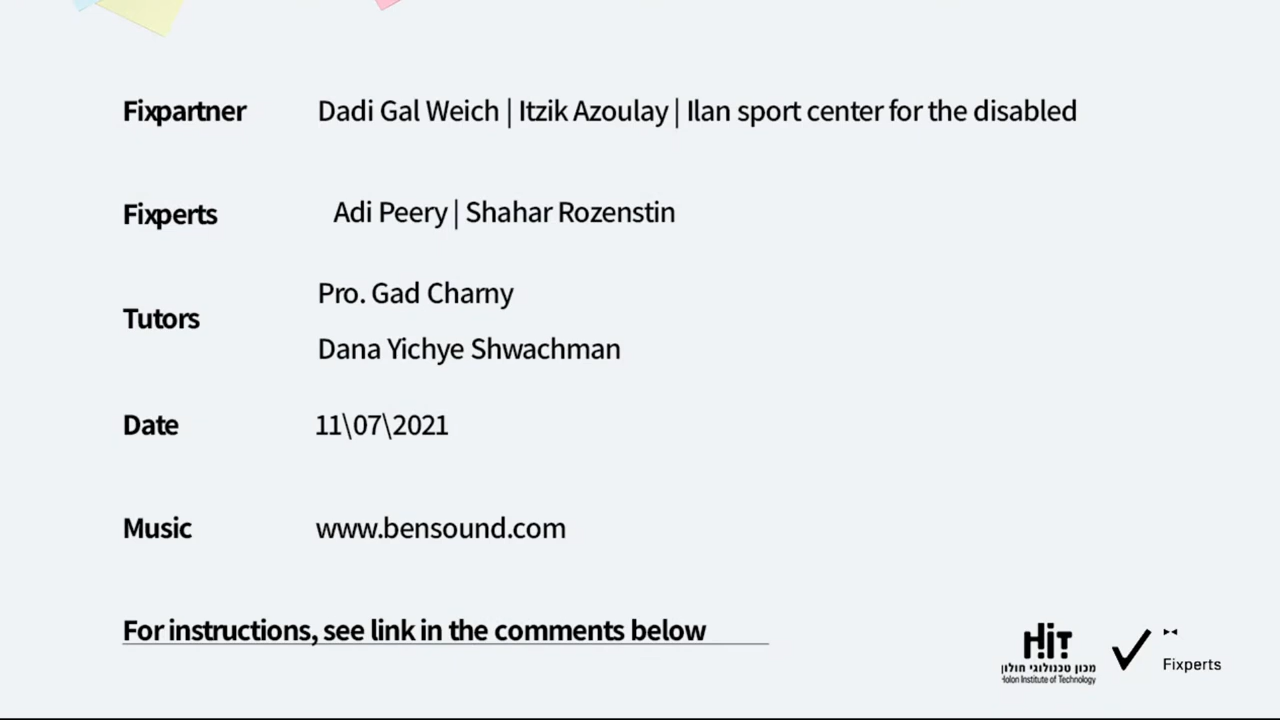 Fixpartner Dadi Gal Weich | Itzik Azoulay | Ilan sport center for the disabled
Fixperts Adi Peery | Shahar Rozenstin
Tutors Pro. Gad Charny
Dana Yichye Shwachman
Date 11\07\2021
Music www.bensound.com
For instructions, see link in the comments below
HiT
מכון טכנולוגי חולון
Holon Institute of Technology
Fixperts